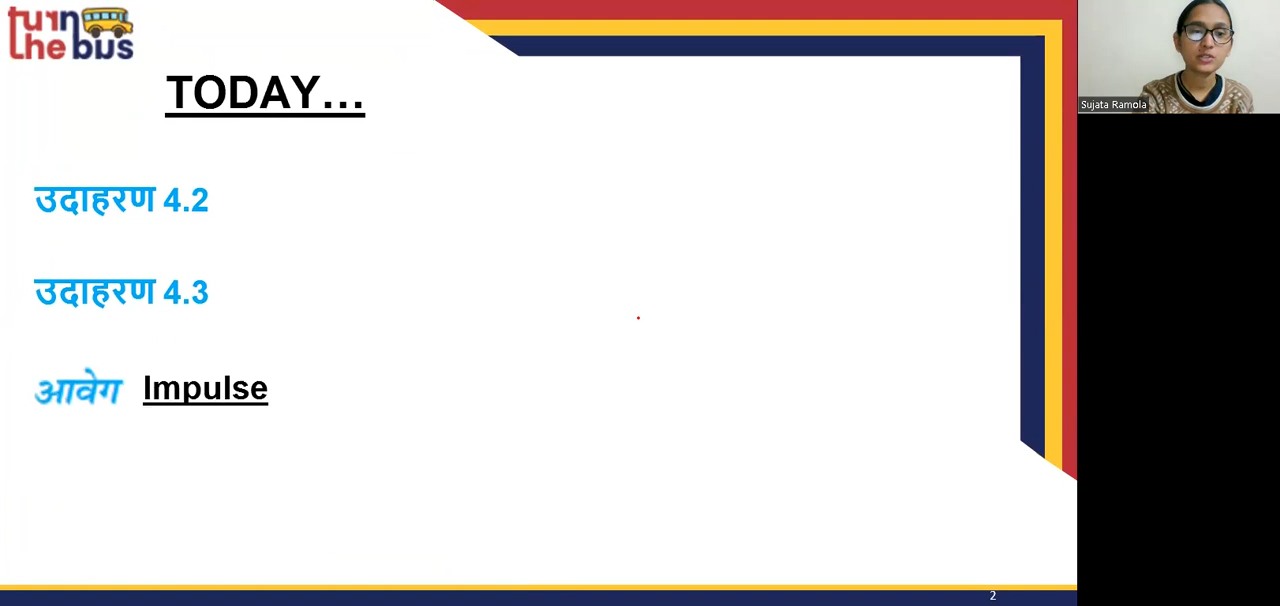 turn
the bus
TODAY...
उदाहरण 4.2
उदाहरण 4.3
आवेग Impulse
Sujata Ramola
2